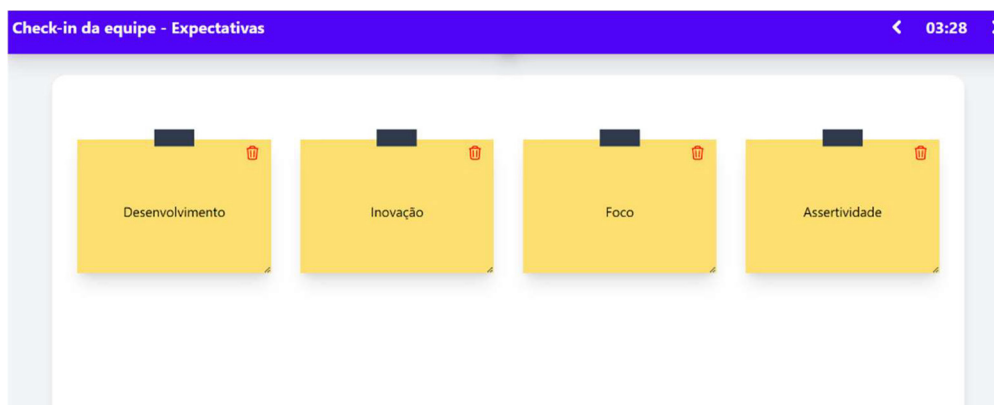 Check-in da equipe - Expectativas
03:28
Desenvolvimento
Inovação
Foco
Assertividade